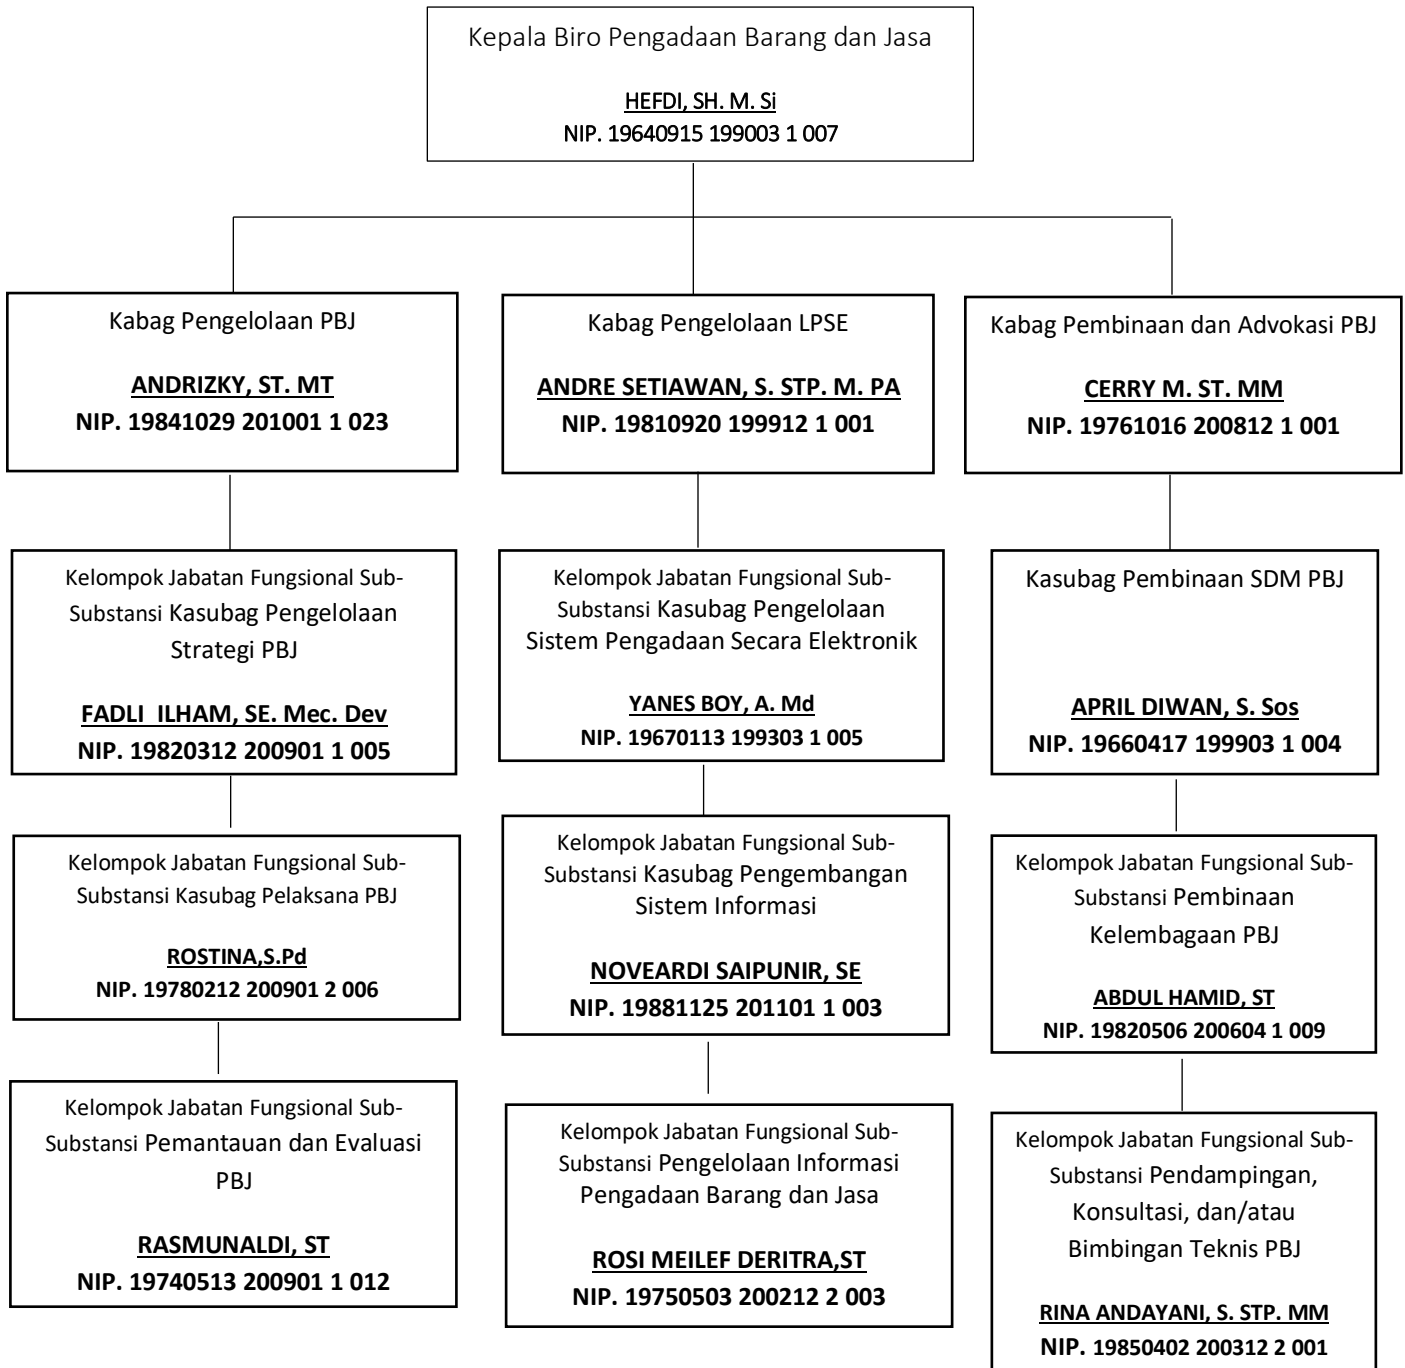 Kepala Biro Pengadaan Barang dan Jasa
HEFDI, SH. M. Si
NIP. 19640915 199003 1 007
Kabag Pengelolaan PBJ
ANDRIZKY, ST. MT
NIP. 19841029 201001 1 023
Kabag Pengelolaan LPSE
ANDRE SETIAWAN, S. STP. M. PA
NIP. 19810920 199912 1 001
Kabag Pembinaan dan Advokasi PBJ
CERRY M. ST. MM
NIP. 19761016 200812 1 001
Kelompok Jabatan Fungsional Sub-
Substansi Kasubag Pengelolaan
Strategi PBJ
FADLI  ILHAM, SE. Mec. Dev
NIP. 19820312 200901 1 005
Kelompok Jabatan Fungsional Sub-
Substansi Kasubag Pengelolaan
Sistem Pengadaan Secara Elektronik
YANES BOY, A. Md
NIP. 19670113 199303 1 005
Kasubag Pembinaan SDM PBJ
APRIL DIWAN, S. Sos
NIP. 19660417 199903 1 004
Kelompok Jabatan Fungsional Sub-
Substansi Kasubag Pelaksana PBJ
ROSTINA,S.Pd
NIP. 19780212 200901 2 006
Kelompok Jabatan Fungsional Sub-
Substansi Kasubag Pengembangan
Sistem Informasi
NOVEARDI SAIPUNIR, SE
NIP. 19881125 201101 1 003
Kelompok Jabatan Fungsional Sub-
Substansi Pembinaan
Kelembagaan PBJ
ABDUL HAMID, ST
NIP. 19820506 200604 1 009
Kelompok Jabatan Fungsional Sub-
Substansi Pemantauan dan Evaluasi
PBJ
RASMUNALDI, ST
NIP. 19740513 200901 1 012
Kelompok Jabatan Fungsional Sub-
Substansi Pengelolaan Informasi
Pengadaan Barang dan Jasa
ROSI MEILEF DERITRA,ST
NIP. 19750503 200212 2 003
Kelompok Jabatan Fungsional Sub-
Substansi Pendampingan,
Konsultasi, dan/atau
Bimbingan Teknis PBJ
RINA ANDAYANI, S. STP. MM
NIP. 19850402 200312 2 001